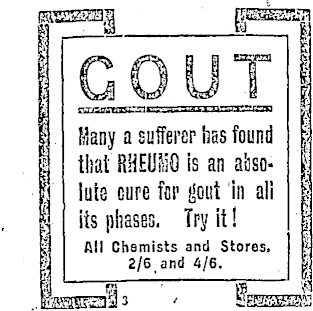 GOUT
Many a sufferer has found
that RHEUMO is an abso-
lute cure for gout in all
its phases. Try it!
All Chemists and Stores,
2/6 and 4/6.
3